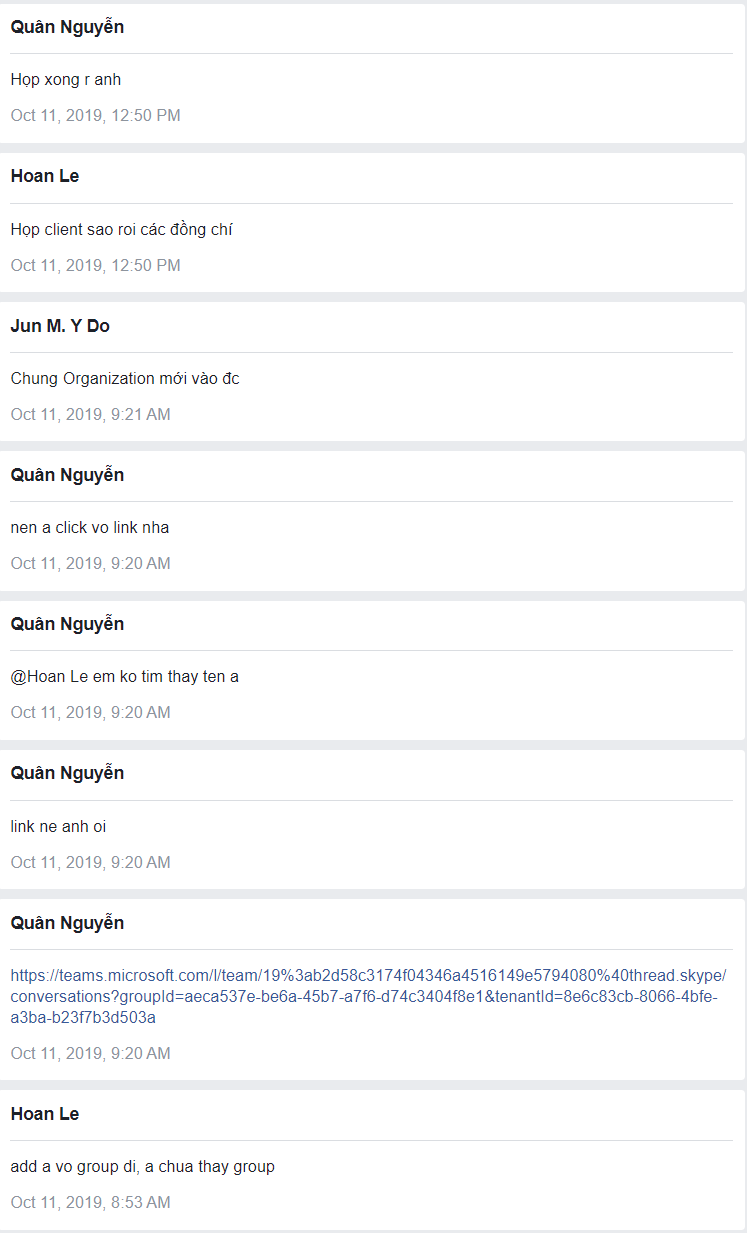 Quân Nguyễn
Họp xong r anh
Oct 11, 2019, 12:50 PM
Hoan Le
Họp client sao roi các đồng chí
Oct 11, 2019, 12:50 PM
Jun M. Y Do
Chung Organization mới vào đc
Oct 11, 2019, 9:21 AM
Quân Nguyễn
nen a click vo link nha
Oct 11, 2019, 9:20 AM
Quân Nguyễn
@Hoan Le em ko tim thay ten a
Oct 11, 2019, 9:20 AM
Quân Nguyễn
link ne anh oi
Oct 11, 2019, 9:20 AM
Quân Nguyễn
https://teams.microsoft.com/l/team/19%3ab2d58c3174f04346a4516149e5794080%40thread.skype/
conversations?groupId=aeca537e-be6a-45b7-a7f6-d74c3404f8e1&tenantId=8e6c83cb-8066-4bfe-
a3ba-b23f7b3d503a
Oct 11, 2019, 9:20 AM
Hoan Le
add a vo group di, a chua thay group
Oct 11, 2019, 8:53 AM